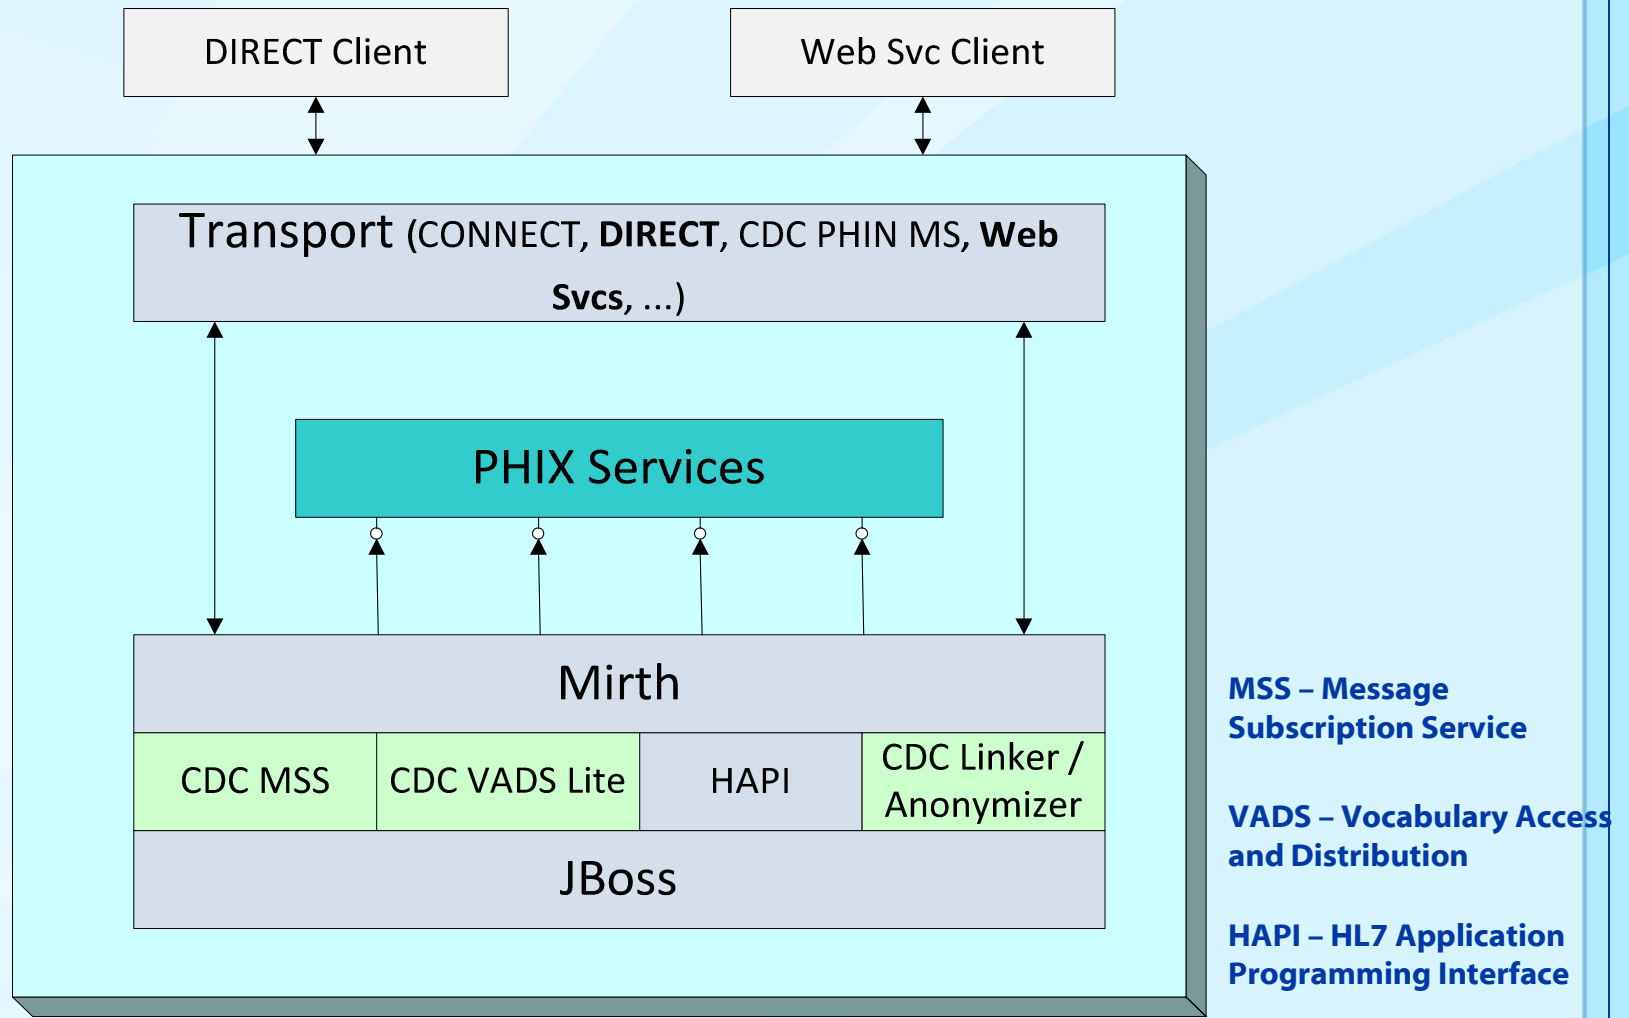 DIRECT Client
Web Svc Client
Transport (CONNECT, DIRECT, CDC PHIN MS, Web
Svcs, ...)
PHIX Services
Mirth
CDC MSS
CDC VADS Lite
HAPI
CDC Linker /
Anonymizer
JBoss
MSS – Message
Subscription Service
VADS – Vocabulary Access
and Distribution
HAPI – HL7 Application
Programming Interface